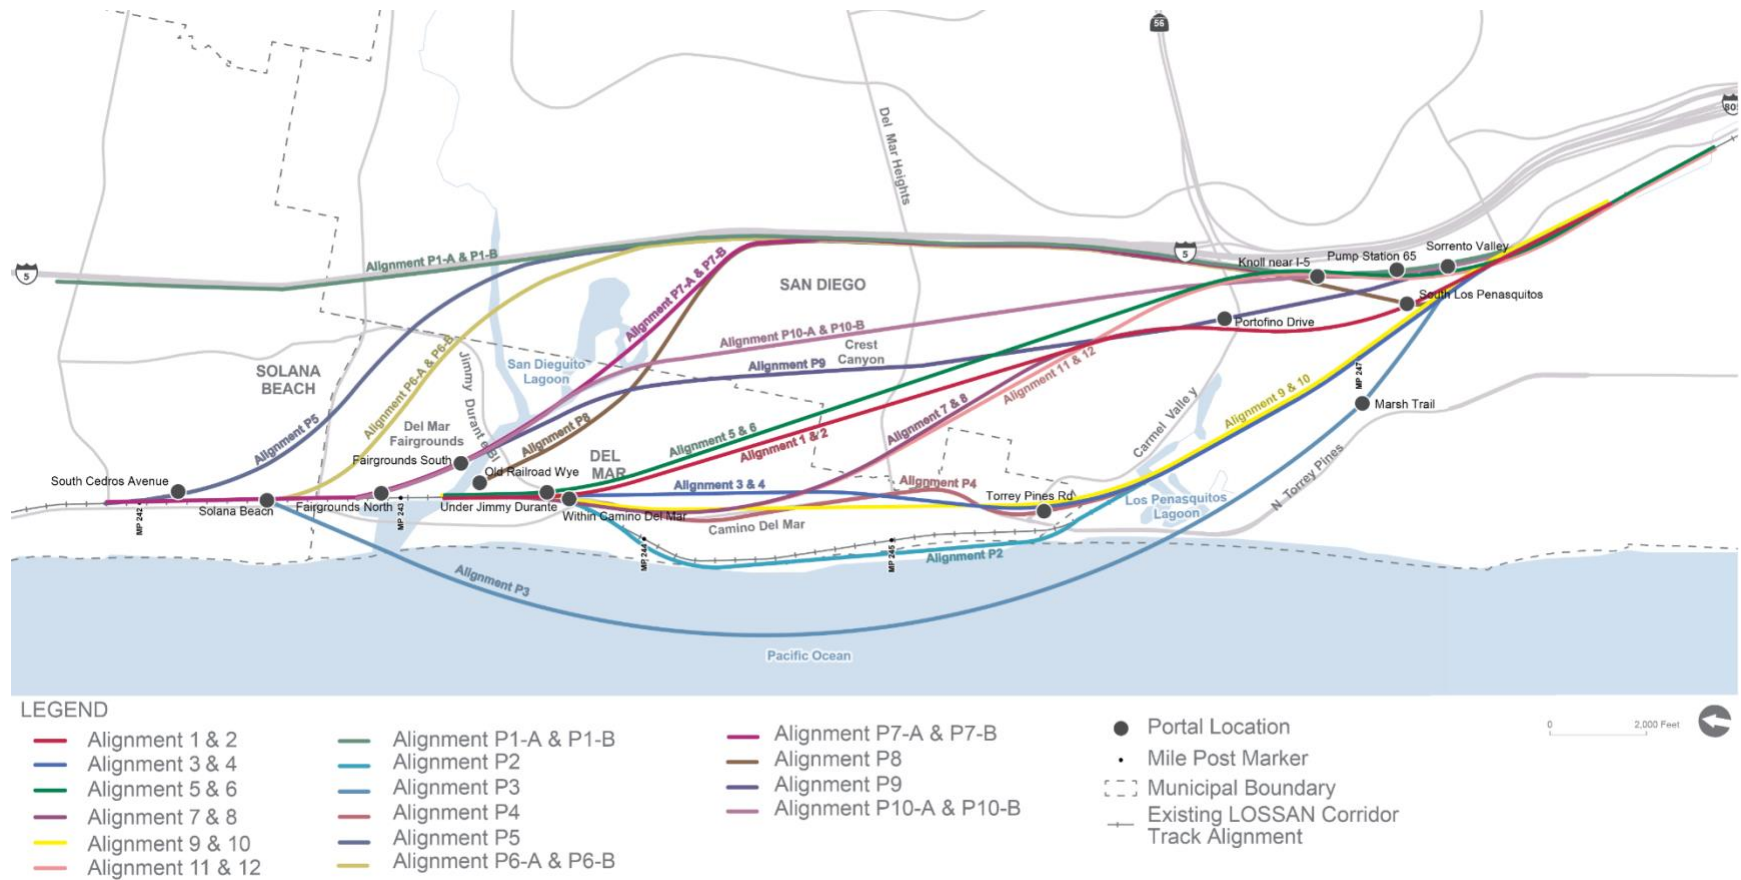 56
805
Del Mar Heights
5
5
Alignment P1-A & P1-B
Sorrento Valley
Pump Station 65
Knoll near I-5
Alignment P7-A & P7-B
SAN DIEGO
South Los Penasquitos
Portofino Drive
Alignment P10-A & P10-B
Crest
Canyon
Alignment P9
Alignment 11 & 12
San Dieguito
Lagoon
SOLANA
BEACH
Alignment P6-A & P6-B
Jimmy Durante Bl
MP 247
Marsh Trail
Alignment 9 & 10
Carmel Valley
Alignment 7 & 8
Alignment P5
Del Mar
Fairgrounds
Alignment P8
Alignment 5 & 6
Alignment 1 & 2
DEL
MAR
Fairgrounds South
Old Railroad Wye
South Cedros Avenue
Alignment 3 & 4
Alignment P4
Torrey Pines Rd
Los Penasquitos
Lagoon
N. Torrey Pines
Solana Beach
Fairgrounds North
Under Jimmy Durante
Within Camino Del Mar
Camino Del Mar
MP 242
MP 243
MP 244
MP 245
Alignment P2
Alignment P3
Pacific Ocean
LEGEND
Alignment 1 & 2
Alignment 3 & 4
Alignment 5 & 6
Alignment 7 & 8
Alignment 9 & 10
Alignment 11 & 12
Alignment P1-A & P1-B
Alignment P2
Alignment P3
Alignment P4
Alignment P5
Alignment P6-A & P6-B
Alignment P7-A & P7-B
Alignment P8
Alignment P9
Alignment P10-A & P10-B
Portal Location
Mile Post Marker
Municipal Boundary
Existing LOSSAN Corridor
Track Alignment
0 2,000 Feet